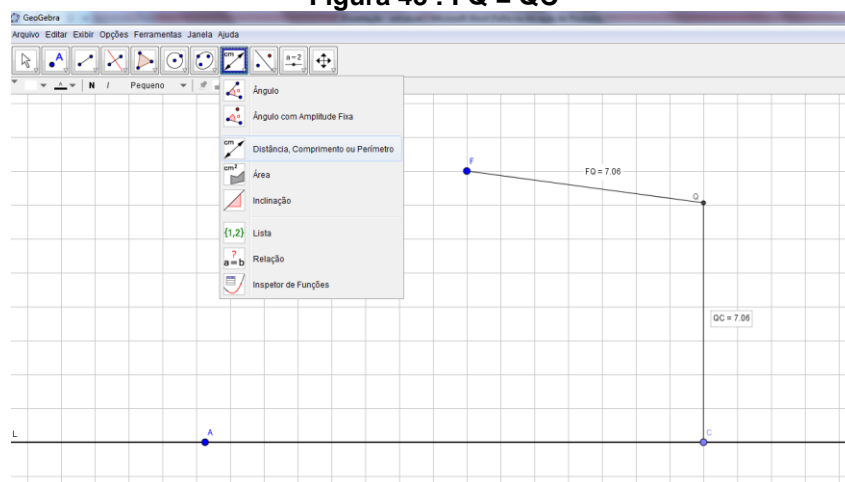 Figura 43 : FQ = QC
GeoGebra
Arquivo Editar Exibir Opções Ferramentas Janela Ajuda
A cm a=2
A N I Pequeno
Ângulo
Ângulo com Amplitude Fixa
cm Distância, Comprimento ou Perímetro
cm² Área
Inclinação
{1,2} Lista
? a=b Relação
Inspetor de Funções
F
FQ = 7.06
Q
QC = 7.06
L
A
C